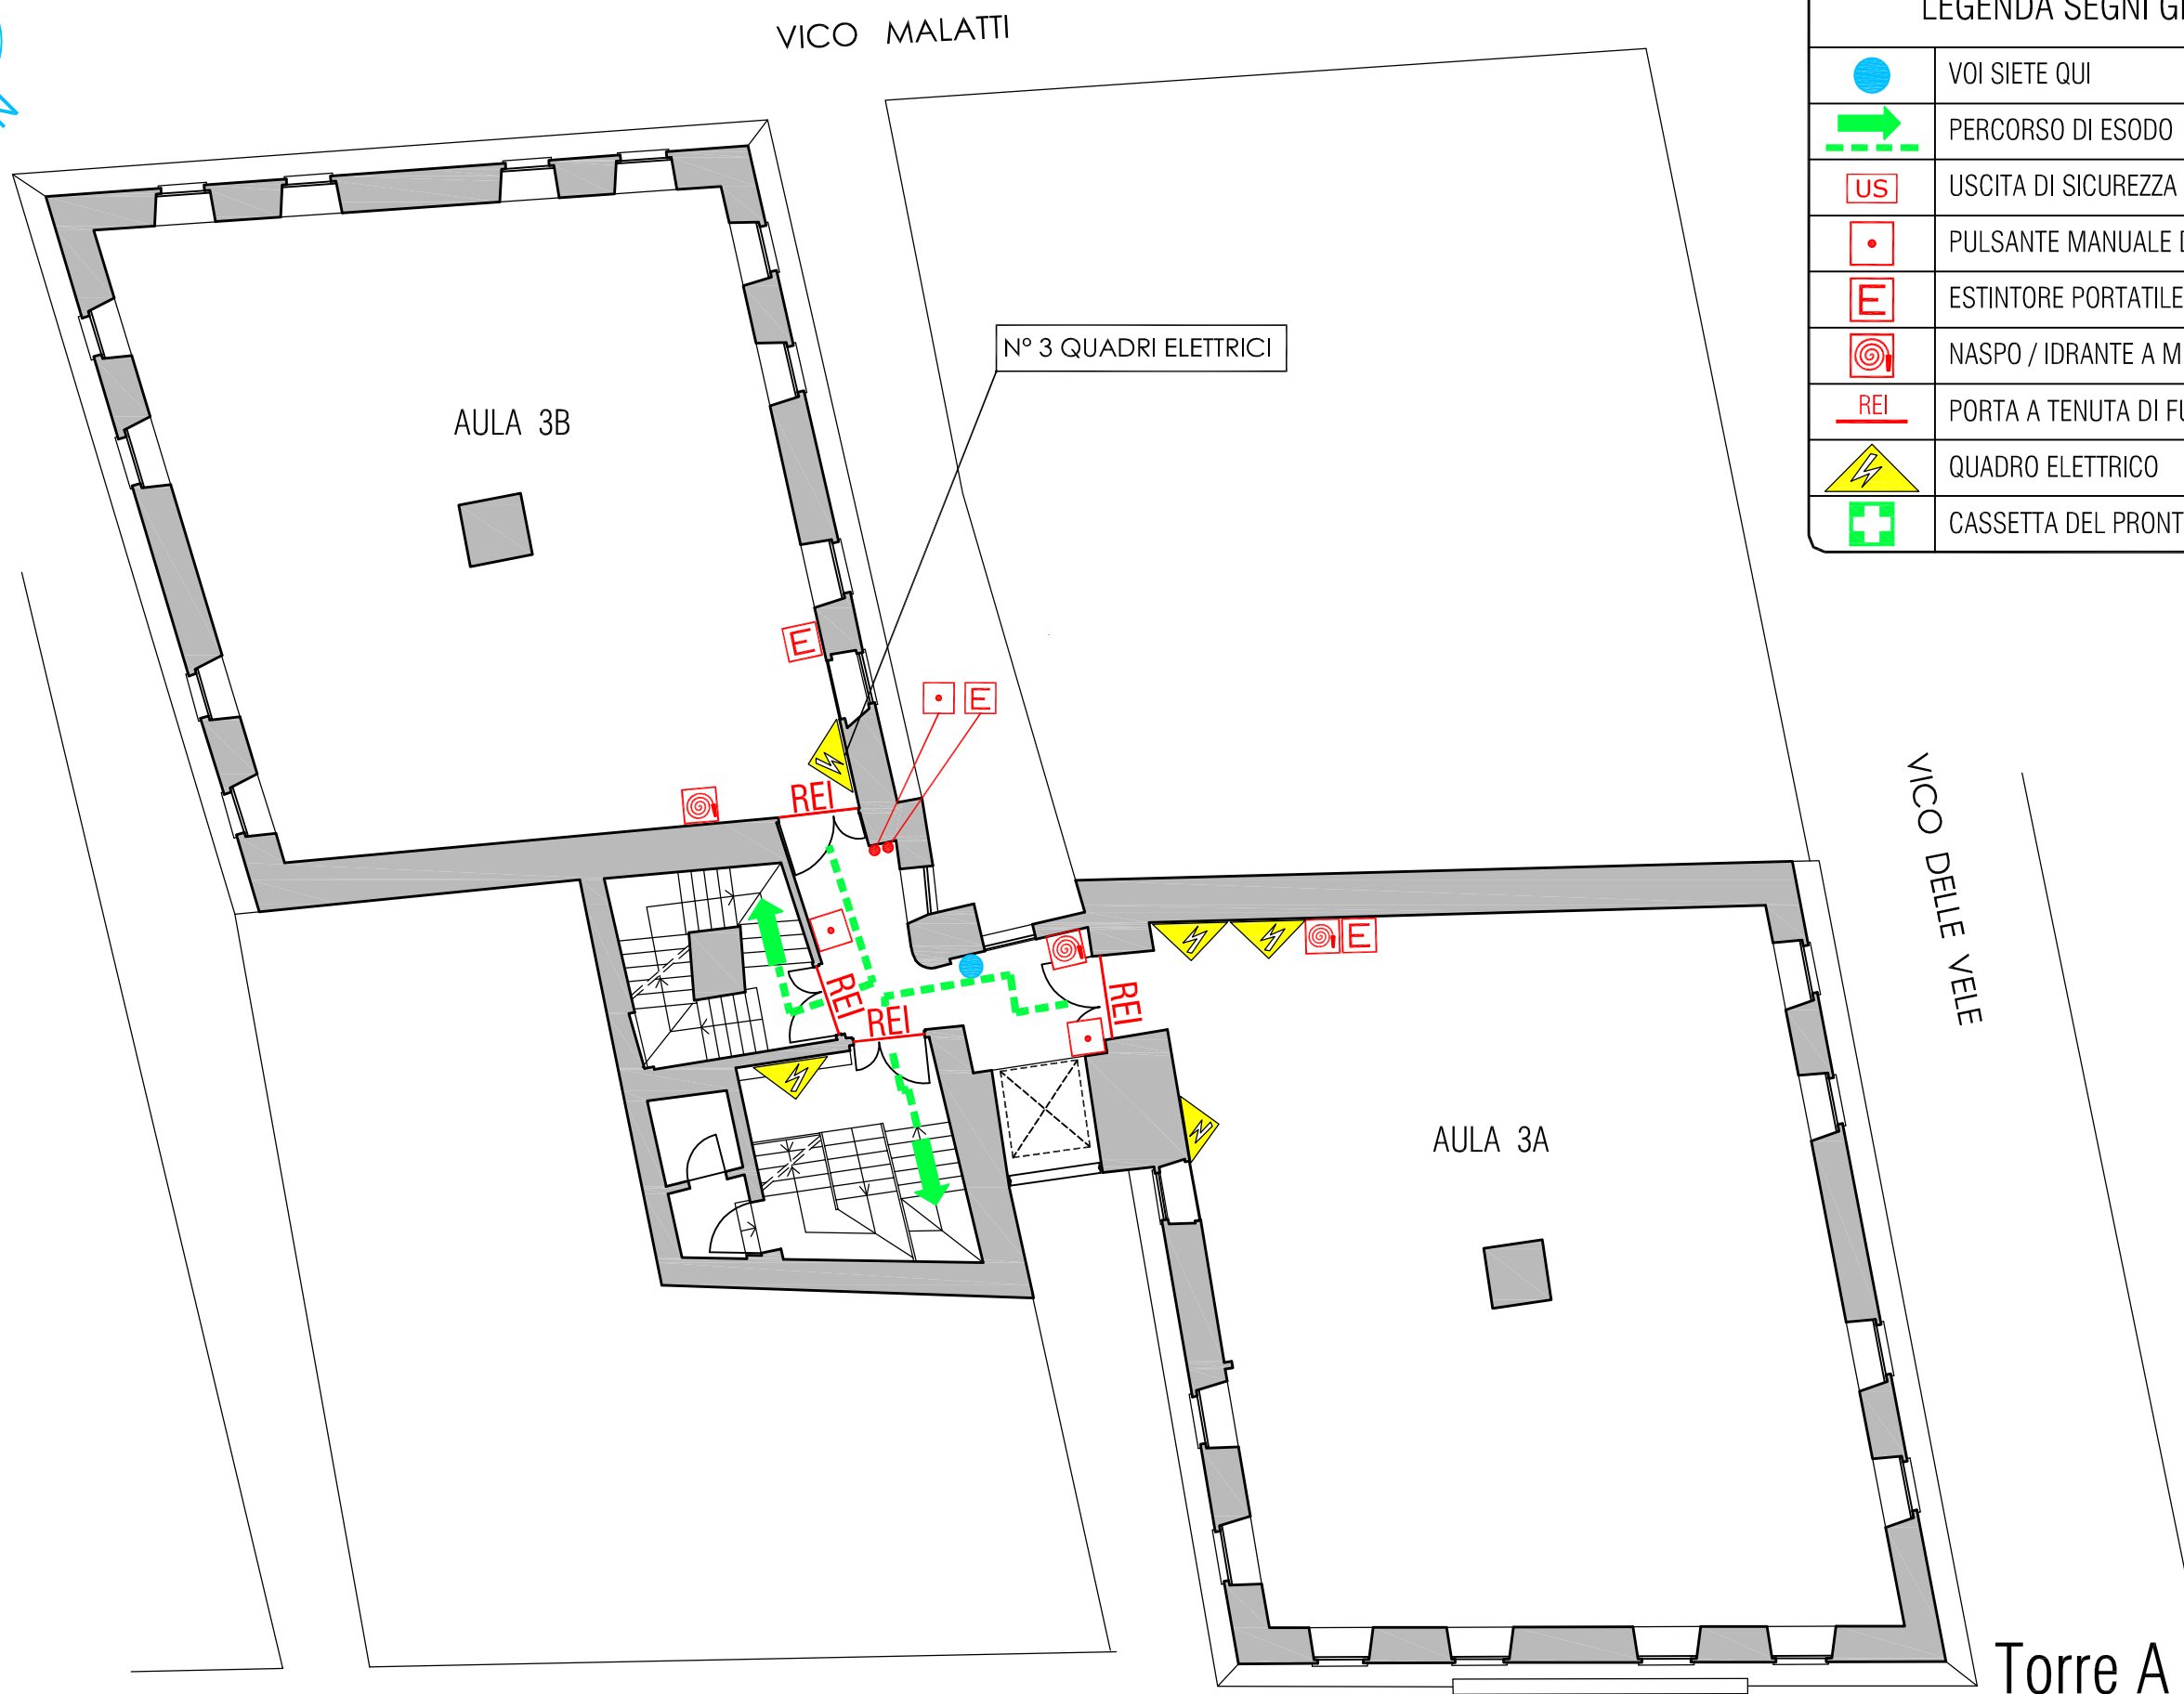 VICO MALATTI
LEGENDA SEGNI
VOI SIETE QUI
PERCORSO DI ESODO
US USCITA DI SICUREZZA
PULSANTE MANUALE
E ESTINTORE PORTATILE
NASPO / IDRANTE A
REI PORTA A TENUTA DI
QUADRO ELETTRICO
CASSETTA DEL
N° 3 QUADRI ELETTRICI
AULA 3B
E
E
REI
VICO DELLE VELE
E
REI
REI
REI
AULA 3A
Torre A
N